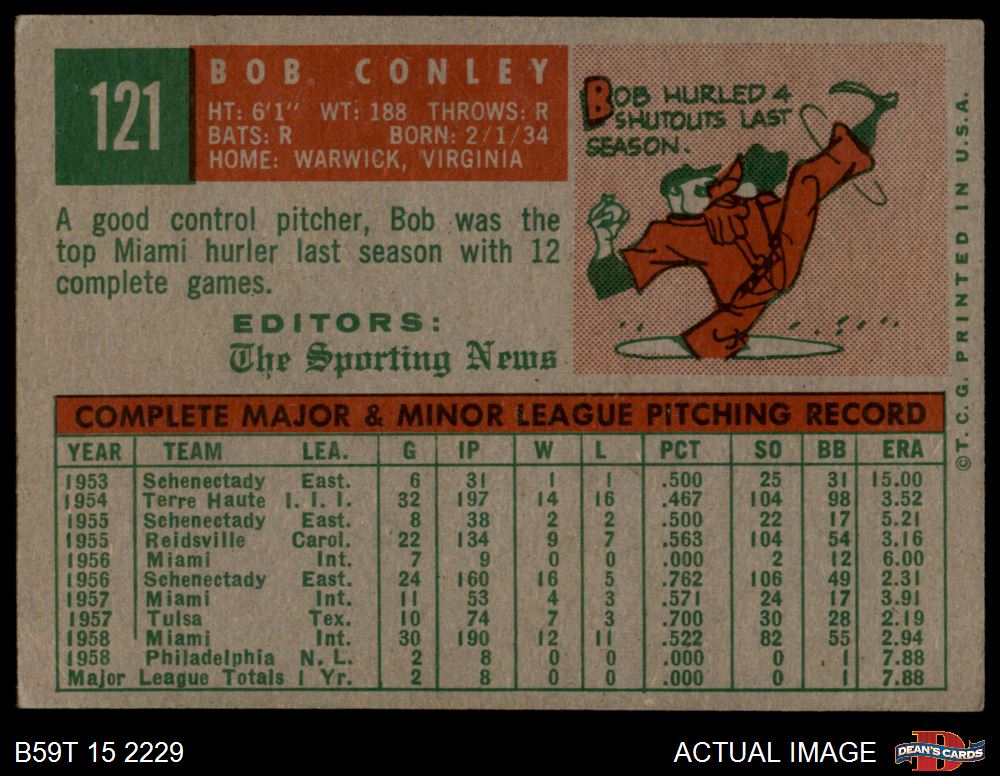 121
BOB CONLEY
HT: 6'1" WT: 188 THROWS: R
BATS: R BORN: 2/1/34
HOME: WARWICK, VIRGINIA
BOB HURLED 4
SHUTOUTS LAST
SEASON.
A good control pitcher, Bob was the
top Miami hurler last season with 12
complete games.
EDITORS:
The Sporting News
©T.C.G. PRINTED IN U.S.A.
COMPLETE MAJOR & MINOR LEAGUE PITCHING RECORD
YEAR TEAM LEA. G IP W L PCT SO BB ERA
1953 Schenectady East. 6 31 1 1 .500 25 31 15.00
1954 Terre Haute I. I. I. 32 197 14 16 .467 104 98 3.52
1955 Schenectady East. 8 38 2 2 .500 22 17 5.21
1955 Reidsville Carol. 22 134 9 7 .563 104 54 3.16
1956 Miami Int. 7 9 0 0 .000 2 12 6.00
1956 Schenectady East. 24 160 16 5 .762 106 49 2.31
1957 Miami Int. 11 53 4 3 .571 24 17 3.91
1957 Tulsa Tex. 10 74 7 3 .700 30 28 2.19
1958 Miami Int. 30 190 12 11 .522 82 55 2.94
1958 Philadelphia N. L. 2 8 0 0 .000 0 1 7.88
Major League Totals 1 Yr. 2 8 0 0 .000 0 1 7.88
B59T 15 2229
ACTUAL IMAGE
DEAN'S CARDS